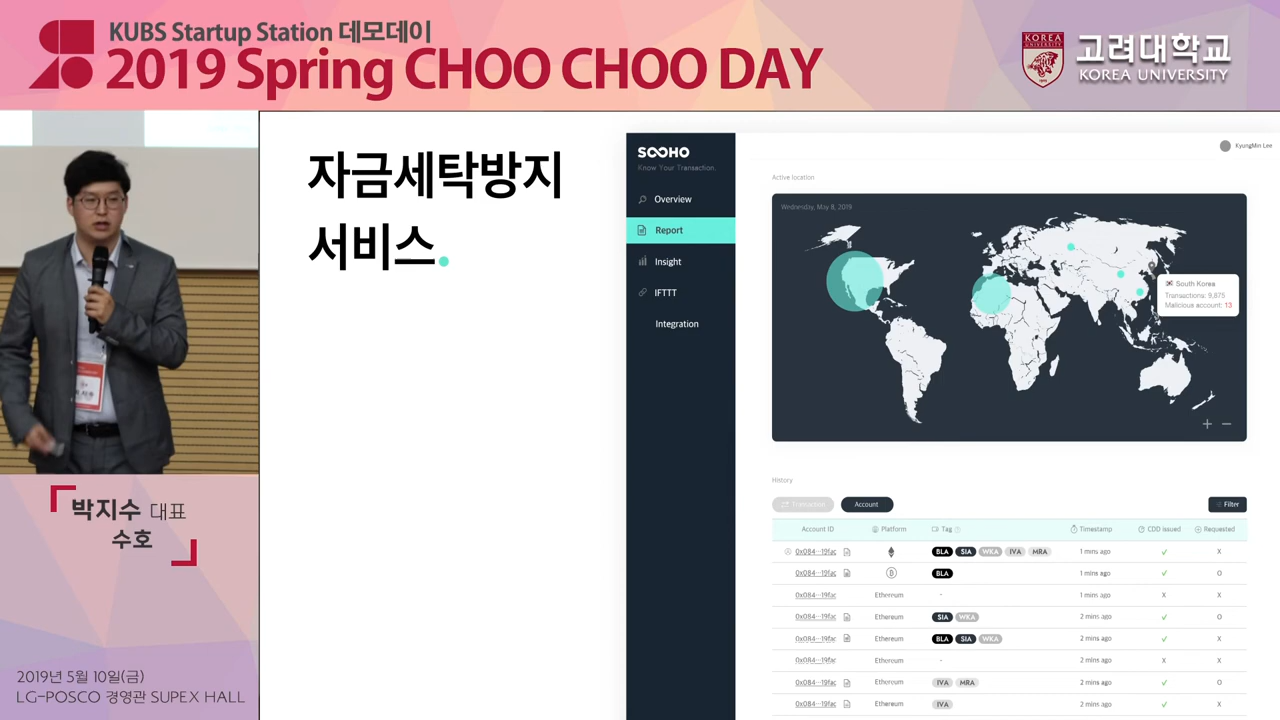 KUBS Startup Station 데모데이
2019 Spring CHOO CHOO DAY
KOREA
UNIVERSITY
고려대학교
KOREA UNIVERSITY
박지수 대표
수호
2019년 5월 10일(금)
LG-POSCO 경영관 SUPEX HALL
자금세탁방지
서비스.
SOOHO
Know Your Transaction.
Overview
Report
Insight
IFTTT
Integration
KyungMin Lee
Active location
Wednesday, May 8, 2019
South Korea
Transactions: 9,875
Malicious account: 13
+ −
History
Transaction Account Filter
Account ID Platform Tag Timestamp CDD issued Requested
0x084···19fac BLA SIA WKA IVA MRA 1 mins ago ✓ X
0x084···19fac BLA 1 mins ago ✓ O
0x084···19fac Ethereum - 1 mins ago X X
0x084···19fac Ethereum SIA WKA 2 mins ago ✓ O
0x084···19fac Ethereum BLA SIA WKA 2 mins ago ✓ X
0x084···19fac Ethereum - 2 mins ago X X
0x084···19fac Ethereum IVA MRA 2 mins ago ✓ O
0x084···19fac Ethereum IVA 2 mins ago ✓ X